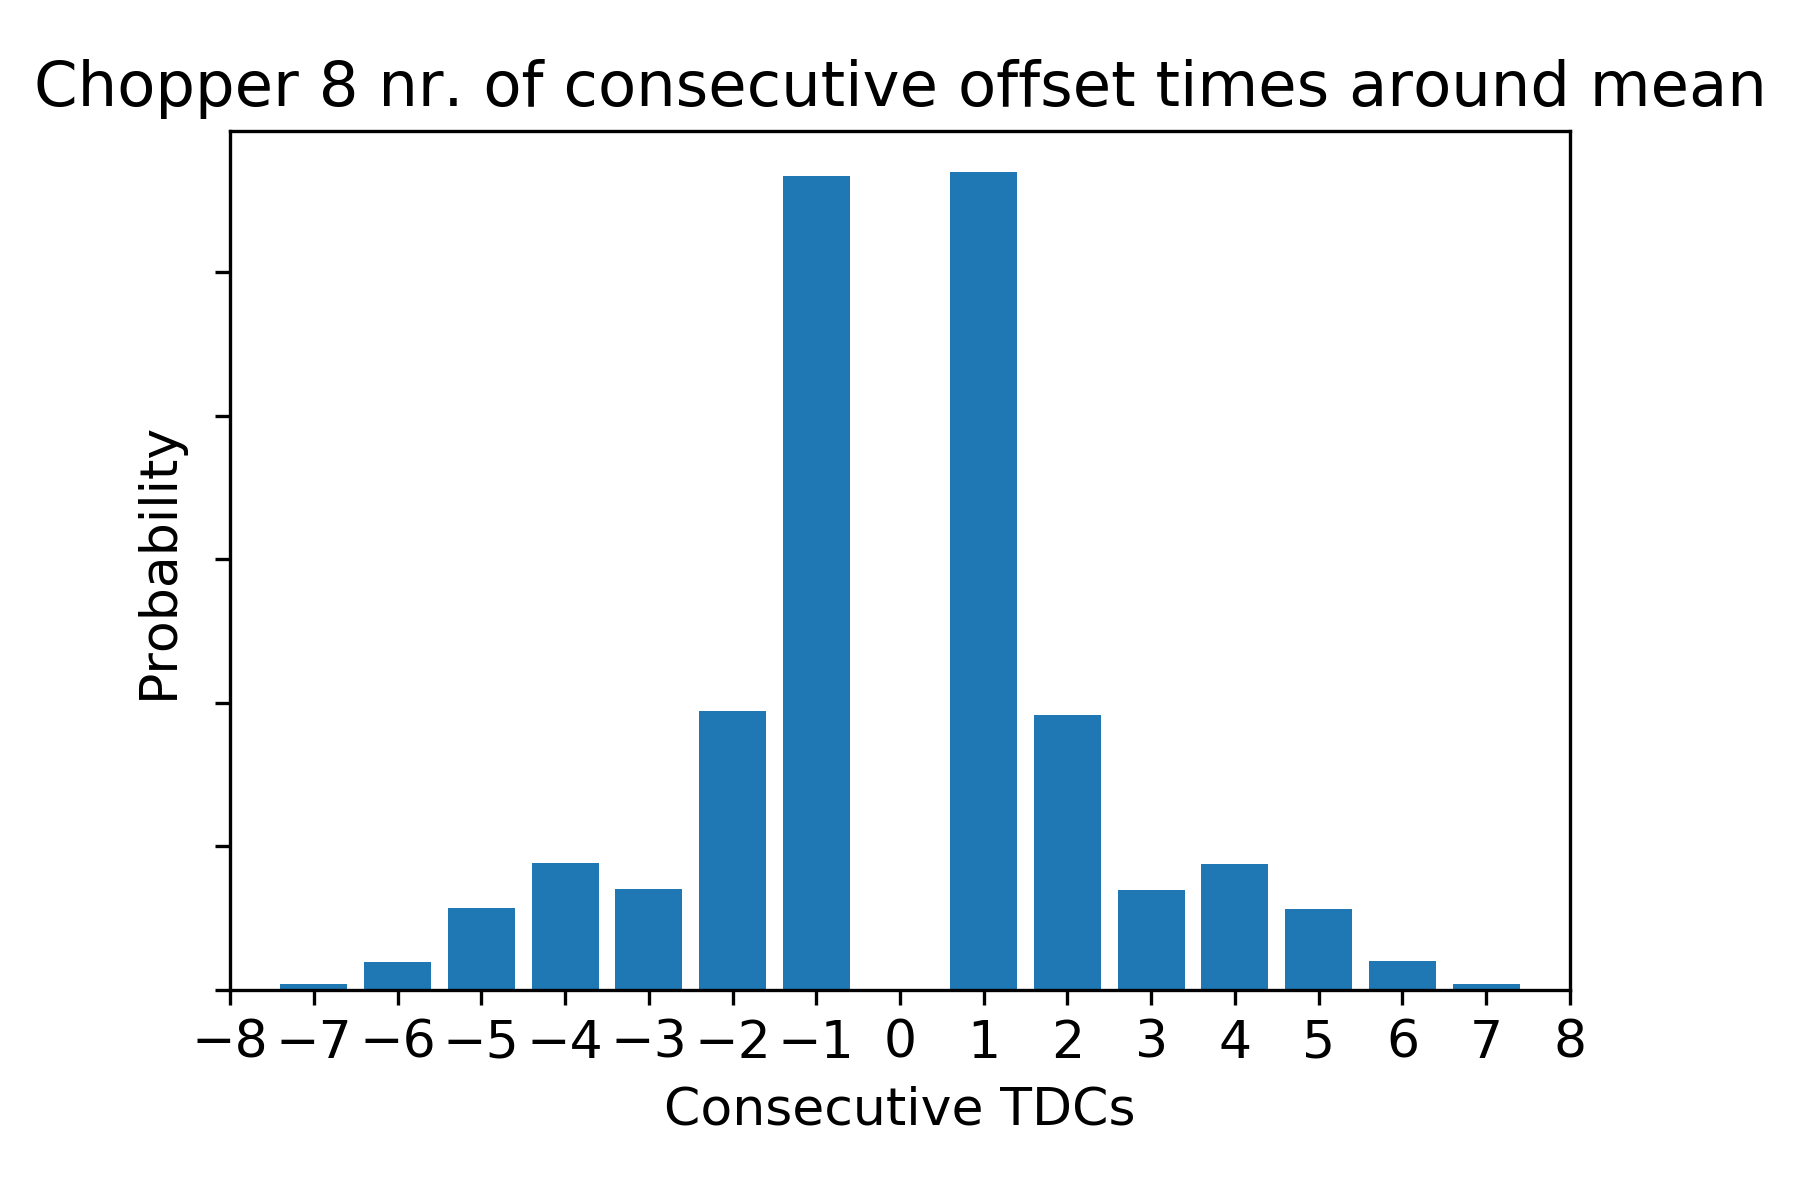 Chopper 8 nr. of consecutive offset times around mean
Probability
−8 −7 −6 −5 −4 −3 −2 −1 0 1 2 3 4 5 6 7 8
Consecutive TDCs